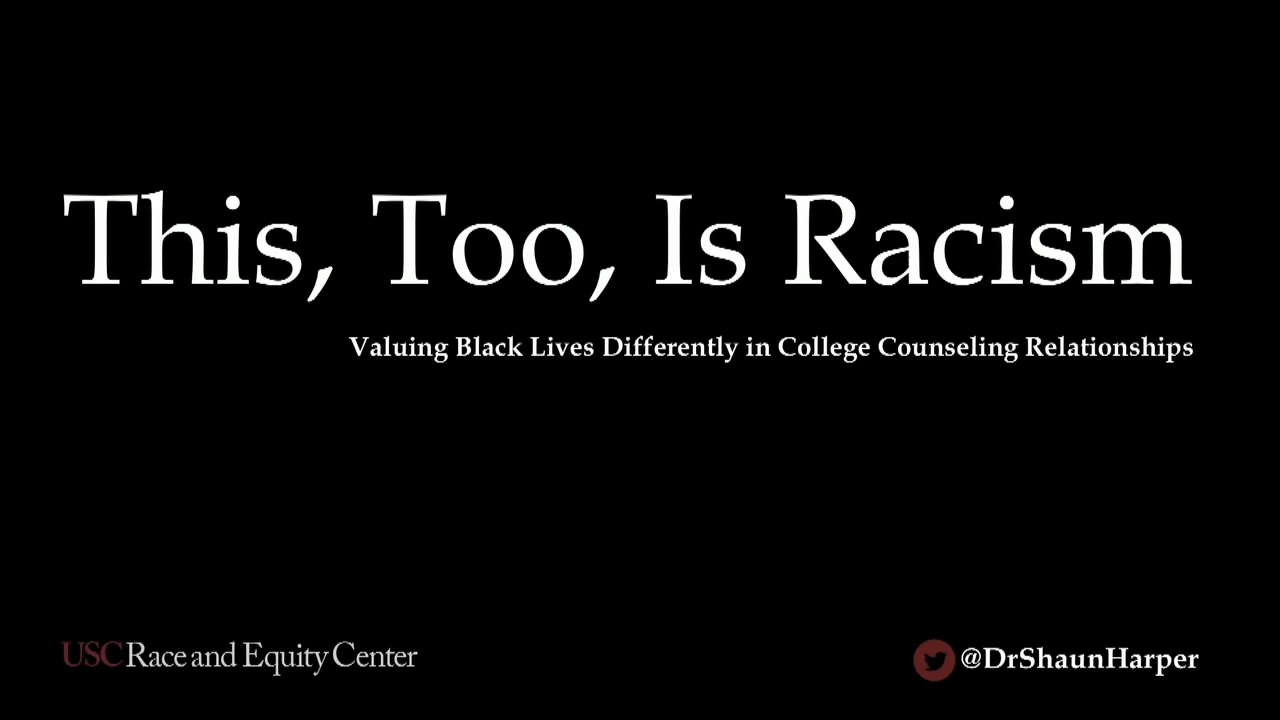 This, Too, Is Racism
Valuing Black Lives Differently in College Counseling Relationships
USC Race and Equity Center
@DrShaunHarper